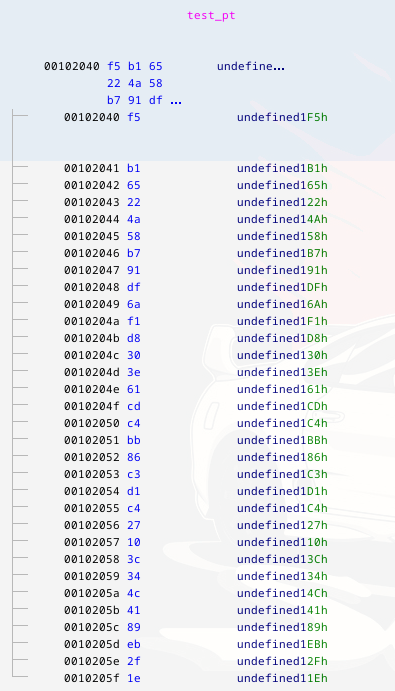 test_pt
00102040 f5 b1 65 undefine...
22 4a 58
b7 91 df ...
00102040 f5 undefined1F5h
00102041 b1 undefined1B1h
00102042 65 undefined165h
00102043 22 undefined122h
00102044 4a undefined14Ah
00102045 58 undefined158h
00102046 b7 undefined1B7h
00102047 91 undefined191h
00102048 df undefined1DFh
00102049 6a undefined16Ah
0010204a f1 undefined1F1h
0010204b d8 undefined1D8h
0010204c 30 undefined130h
0010204d 3e undefined13Eh
0010204e 61 undefined161h
0010204f cd undefined1CDh
00102050 c4 undefined1C4h
00102051 bb undefined1BBh
00102052 86 undefined186h
00102053 c3 undefined1C3h
00102054 d1 undefined1D1h
00102055 c4 undefined1C4h
00102056 27 undefined127h
00102057 10 undefined110h
00102058 3c undefined13Ch
00102059 34 undefined134h
0010205a 4c undefined14Ch
0010205b 41 undefined141h
0010205c 89 undefined189h
0010205d eb undefined1EBh
0010205e 2f undefined12Fh
0010205f 1e undefined11Eh